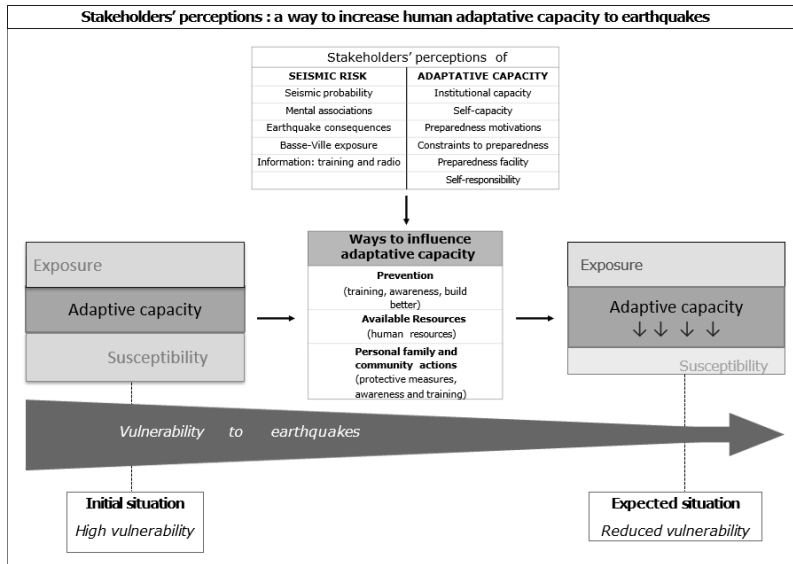 Stakeholders' perceptions : a way to increase human adaptative capacity to earthquakes
Stakeholders' perceptions of
SEISMIC RISK
Seismic probability
Mental associations
Earthquake consequences
Basse-Ville exposure
Information: training and radio
ADAPTATIVE CAPACITY
Institutional capacity
Self-capacity
Preparedness motivations
Constraints to preparedness
Preparedness facility
Self-responsibility
Exposure
Adaptive capacity
Susceptibility
Ways to influence
adaptative capacity
Prevention
(training, awareness, build
better)
Available Resources
(human resources)
Personal family and
community actions
(protective measures,
awareness and training)
Exposure
Adaptive capacity
Susceptibility
Vulnerability to earthquakes
Initial situation
High vulnerability
Expected situation
Reduced vulnerability